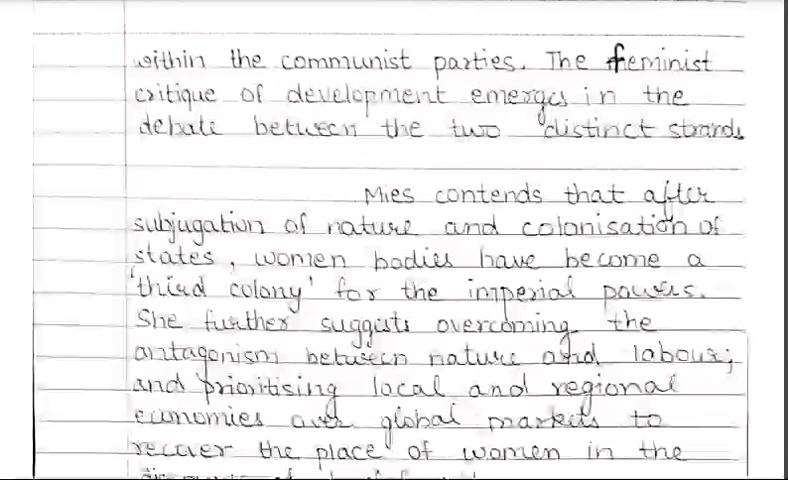 within the communist parties. The feminist
critique of development emerges in the
debate between the two distinct strands
Mies contends that after
subjugation of nature and colonisation of
states, women bodies have become a
'third colony' for the imperial powers.
She further suggests overcoming the
antagonism between nature and labour;
and prioritising local and regional
economies over global markets to
recover the place of women in the